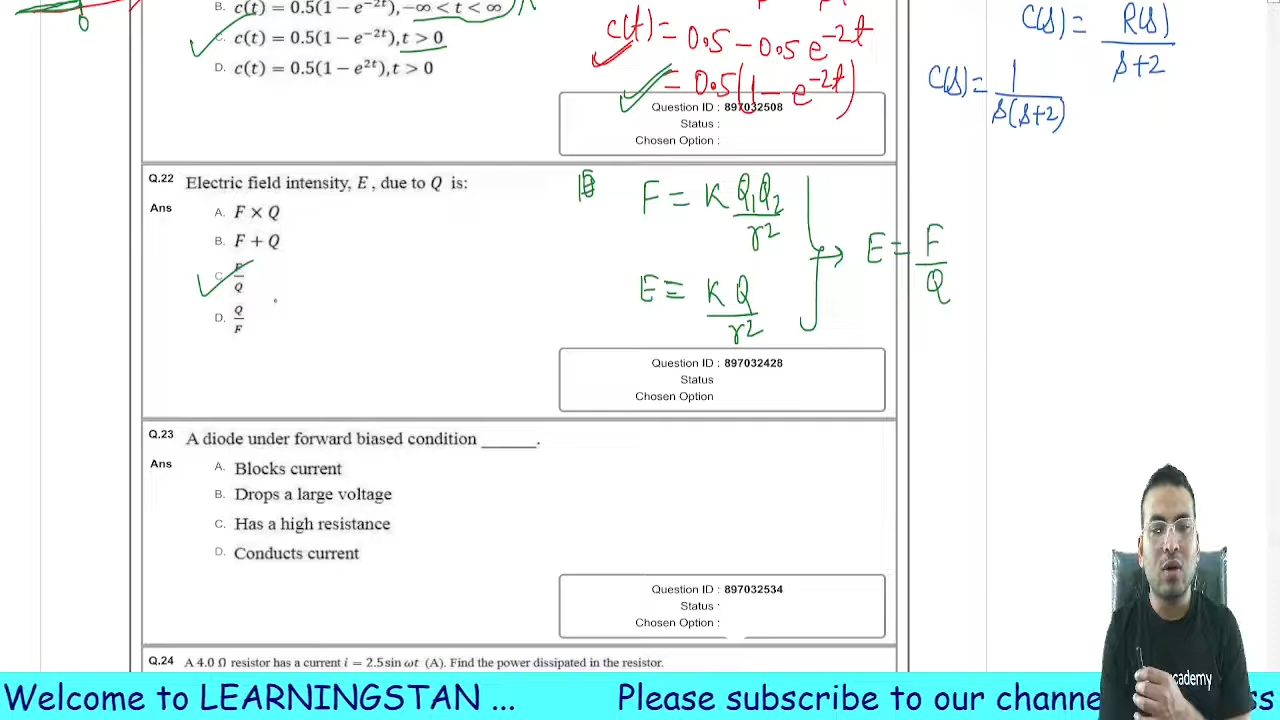 B. c(t) = 0.5(1 − e^−2t), −∞ < t < ∞
c(t) = 0.5(1 − e^−2t), t > 0
D. c(t) = 0.5(1 − e^2t), t > 0
c(t) = 0.5 − 0.5 e^−2t
= 0.5(1 − e^−2t)
C(s) = R(s) / s+2
C(s) = 1 / s(s+2)
Question ID : 897032508
Status :
Chosen Option :
Q.22 Electric field intensity, E, due to Q is:
Ans
A. F × Q
B. F + Q
C. F/Q
D. Q/F
F = K Q1Q2 / r²
E = KQ / r²
E = F / Q
Question ID : 897032428
Status
Chosen Option
Q.23 A diode under forward biased condition ______.
Ans
A. Blocks current
B. Drops a large voltage
C. Has a high resistance
D. Conducts current
Question ID : 897032534
Status :
Chosen Option :
Q.24 A 4.0 Ω resistor has a current i = 2.5 sin ωt (A). Find the power dissipated in the resistor.
cademy
Welcome to LEARNINGSTAN ... Please subscribe to our channe ss